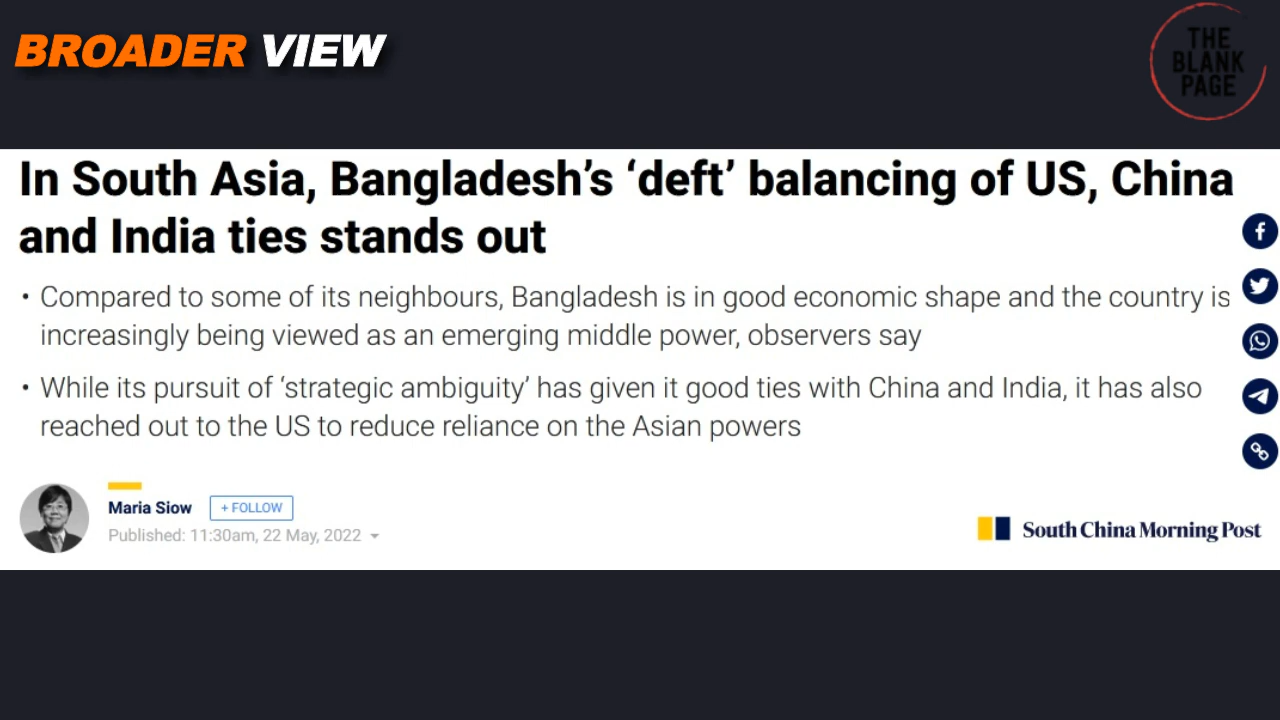 BROADER VIEW
THE
BLANK
PAGE
In South Asia, Bangladesh’s ‘deft’ balancing of US, China
and India ties stands out
• Compared to some of its neighbours, Bangladesh is in good economic shape and the country is
increasingly being viewed as an emerging middle power, observers say
• While its pursuit of ‘strategic ambiguity’ has given it good ties with China and India, it has also
reached out to the US to reduce reliance on the Asian powers
Maria Siow + FOLLOW
Published: 11:30am, 22 May, 2022
South China Morning Post